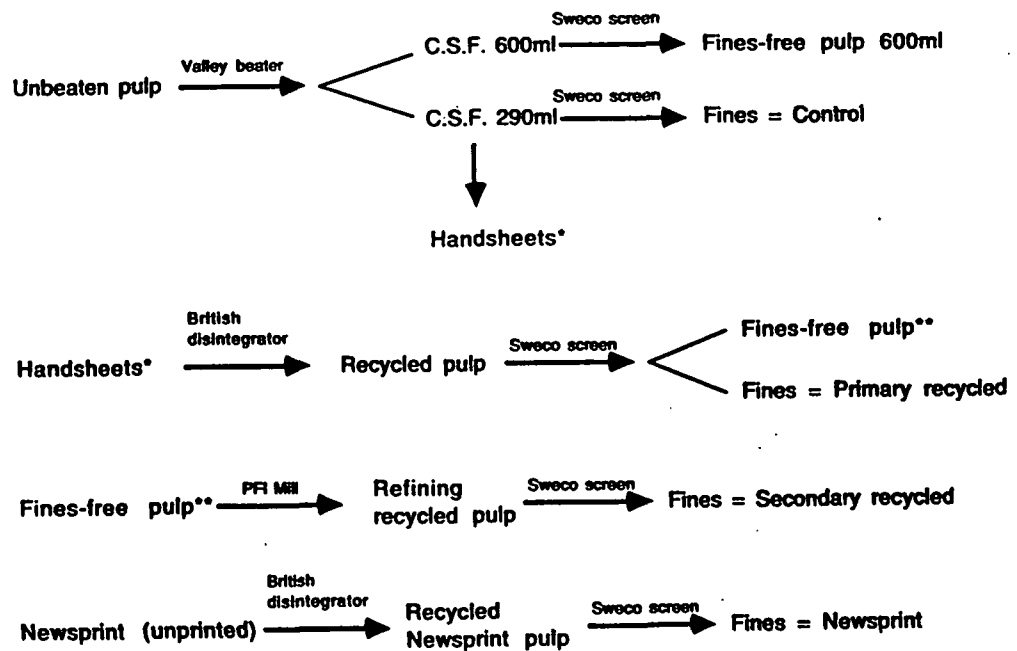 Sweco screen
C.S.F. 600ml Fines-free pulp 600ml
Valley beater
Unbeaten pulp
Sweco screen
C.S.F. 290ml Fines = Control
Handsheets*
British
disintegrator
Handsheets* Recycled pulp Sweco screen
Fines-free pulp**
Fines = Primary recycled
Fines-free pulp** PFI Mill Refining
recycled pulp Sweco screen Fines = Secondary recycled
British
disintegrator
Newsprint (unprinted) Recycled
Newsprint pulp Sweco screen Fines = Newsprint